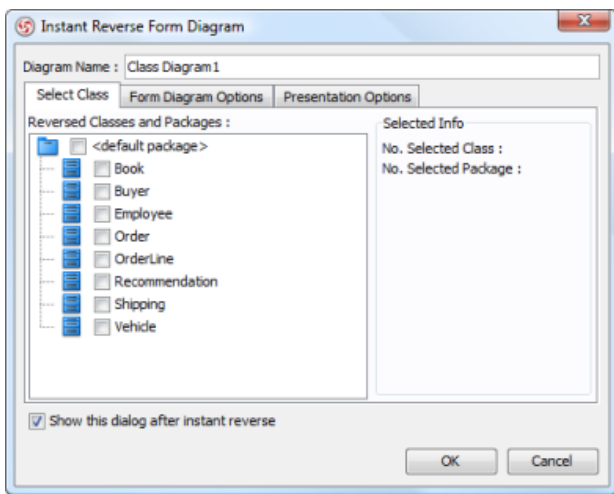 Instant Reverse Form Diagram
Diagram Name : Class Diagram1
Select Class Form Diagram Options Presentation Options
Reversed Classes and Packages :
<default package>
Book
Buyer
Employee
Order
OrderLine
Recommendation
Shipping
Vehicle
Selected Info
No. Selected Class :
No. Selected Package :
Show this dialog after instant reverse
OK Cancel